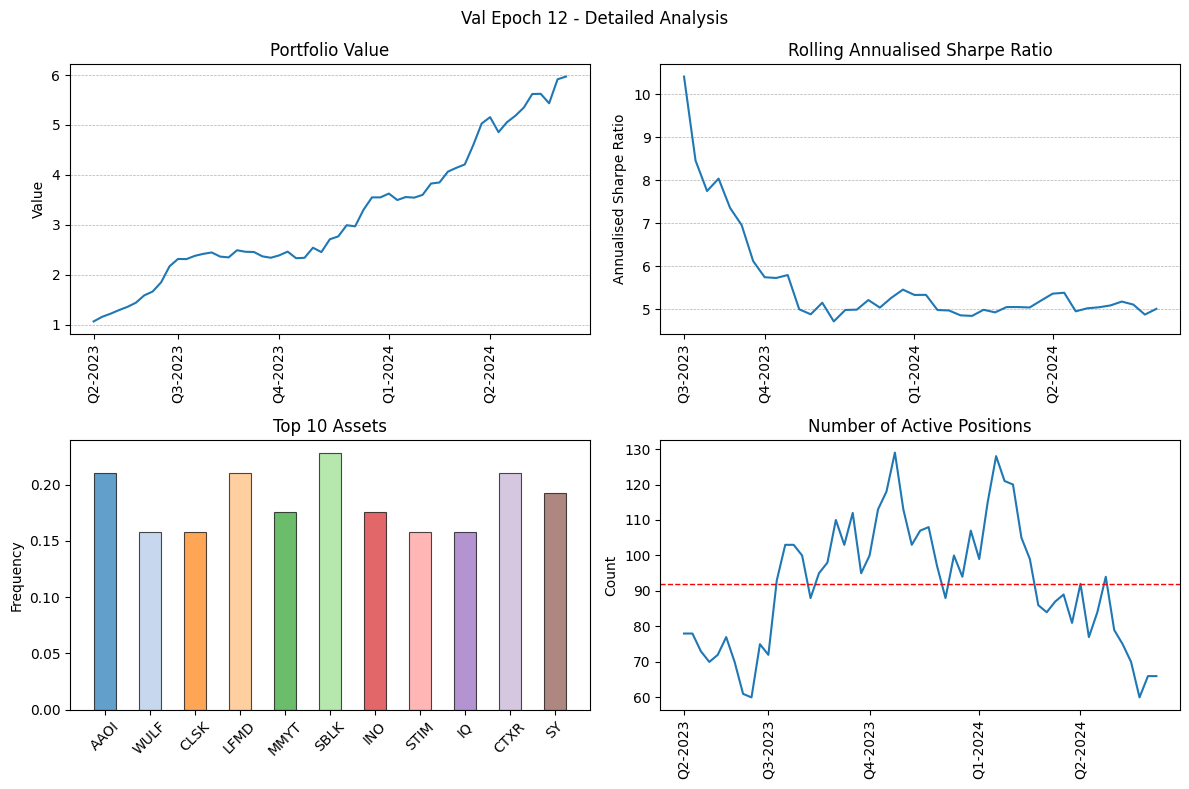 Val Epoch 12 - Detailed Analysis
Portfolio Value
Value
6
5
4
3
2
1
Q2-2023
Q3-2023
Q4-2023
Q1-2024
Q2-2024
Rolling Annualised Sharpe Ratio
Annualised Sharpe Ratio
10
9
8
7
6
5
Q3-2023
Q4-2023
Q1-2024
Q2-2024
Top 10 Assets
Frequency
0.20
0.15
0.10
0.05
0.00
AAOI
WULF
CLSK
LFMD
MMYT
SBLK
INO
STIM
IQ
CTXR
SY
Number of Active Positions
Count
130
120
110
100
90
80
70
60
Q2-2023
Q3-2023
Q4-2023
Q1-2024
Q2-2024